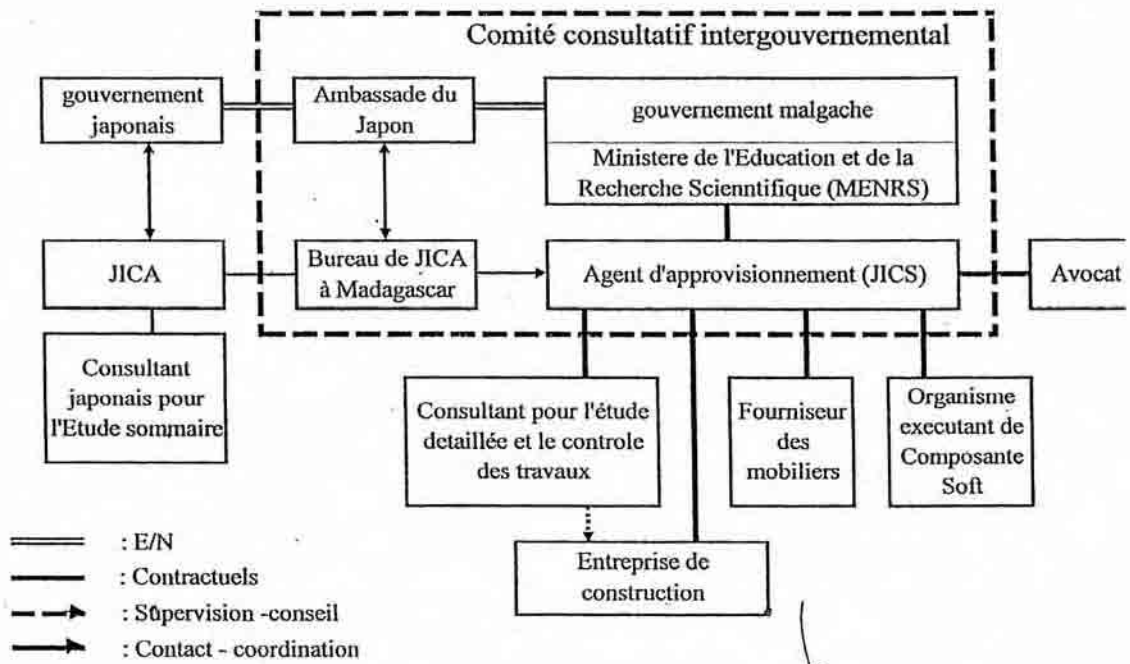 Comité consultatif intergouvernemental
gouvernement
japonais
Ambassade du
Japon
gouvernement malgache
Ministere de l'Education et de la
Recherche Scienntifique (MENRS)
JICA
Bureau de JICA
à Madagascar
Agent d'approvisionnement (JICS)
Avocat
Consultant
japonais pour
l'Etude sommaire
Consultant pour l'étude
detaillée et le controle
des travaux
Fourniseur
des
mobiliers
Organisme
executant de
Composante
Soft
Entreprise de
construction
: E/N
: Contractuels
: Supervision -conseil
: Contact - coordination